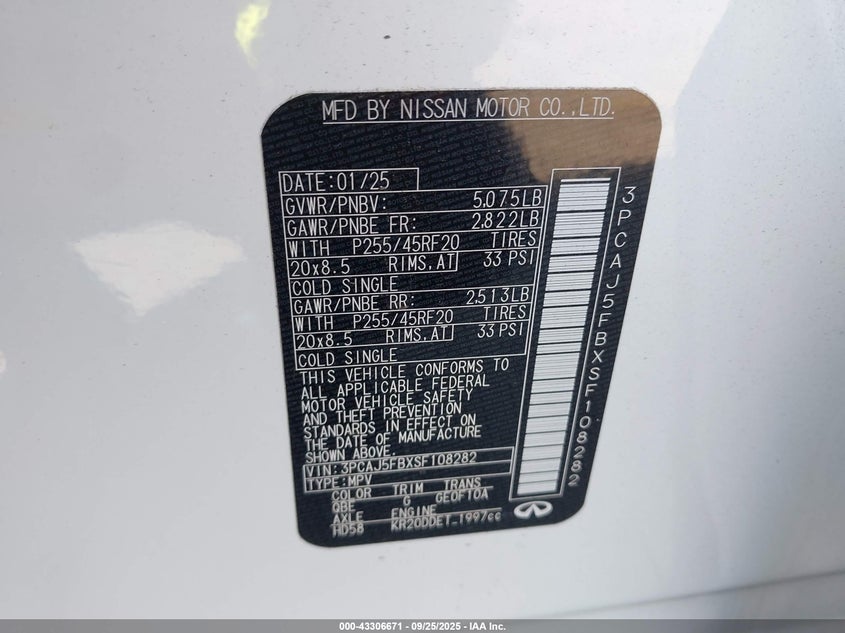 MFD BY NISSAN MOTOR CO.,LTD.
DATE:01/25
GVWR/PNBV: 5,075LB
GAWR/PNBE FR: 2,822LB
WITH P255/45RF20 TIRES
20x8.5 RIMS,AT 33 PSI
COLD SINGLE
GAWR/PNBE RR: 2,513LB
WITH P255/45RF20 TIRES
20x8.5 RIMS,AT 33 PSI
COLD SINGLE
THIS VEHICLE CONFORMS TO
ALL APPLICABLE FEDERAL
MOTOR VEHICLE SAFETY
AND THEFT PREVENTION
STANDARDS IN EFFECT ON
THE DATE OF MANUFACTURE
SHOWN ABOVE.
VIN:3PCAJ5FBXSF108282
TYPE:MPV
COLOR TRIM TRANS
QBE G GE0F10A
AXLE ENGINE
HD58 KR20DDET 1997cc
3PCAJ5FBXSF108282
000-43306671 - 09/25/2025 - IAA Inc.